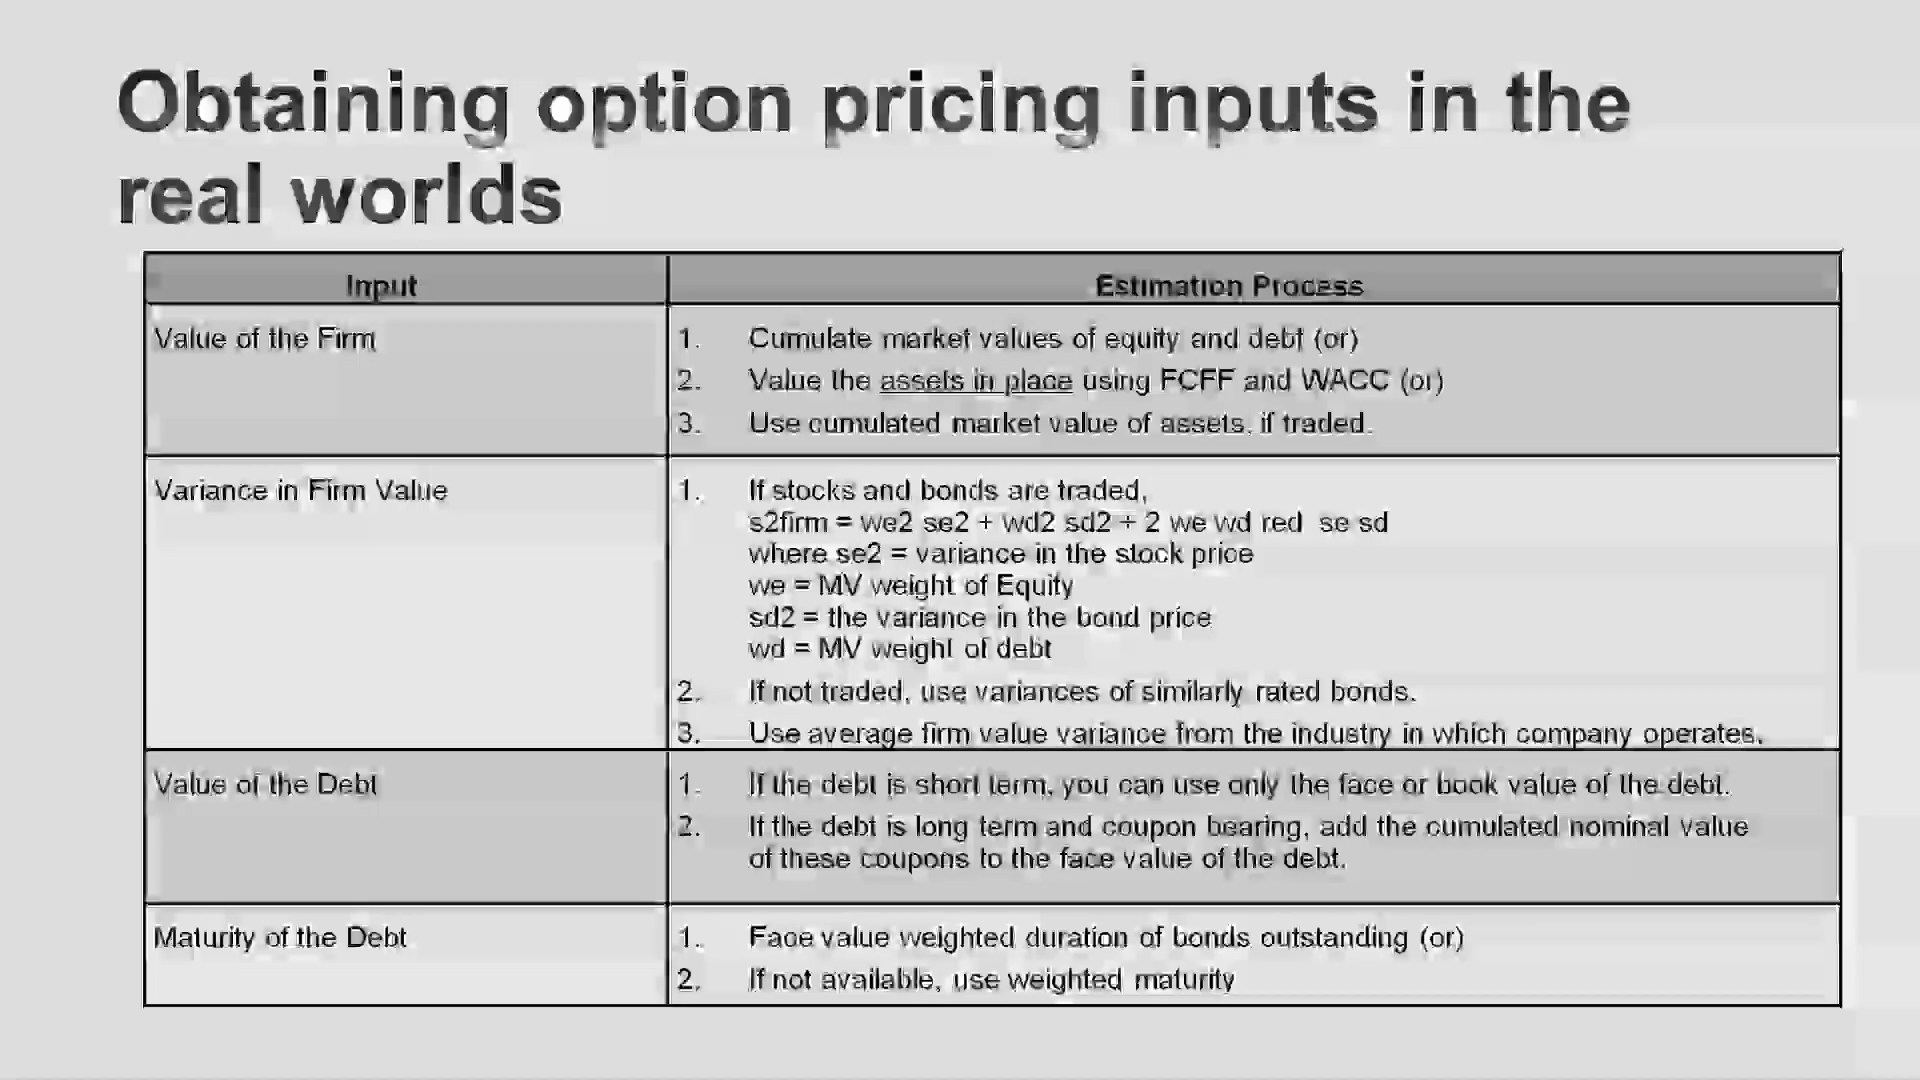 Obtaining option pricing inputs in the
real worlds
Input
Estimation Process
Value of the Firm
1. Cumulate market values of equity and debt (or)
2. Value the assets in place using FCFF and WACC (or)
3. Use cumulated market value of assets, if traded.
Variance in Firm Value
1. If stocks and bonds are traded,
s2firm = we2 se2 + wd2 sd2 + 2 we wd red se sd
where se2 = variance in the stock price
we = MV weight of Equity
sd2 = the variance in the bond price
wd = MV weight of debt
2. If not traded, use variances of similarly rated bonds.
3. Use average firm value variance from the industry in which company operates.
Value of the Debt
1. If the debt is short term, you can use only the face or book value of the debt.
2. If the debt is long term and coupon bearing, add the cumulated nominal value
of these coupons to the face value of the debt.
Maturity of the Debt
1. Face value weighted duration of bonds outstanding (or)
2. If not available, use weighted maturity